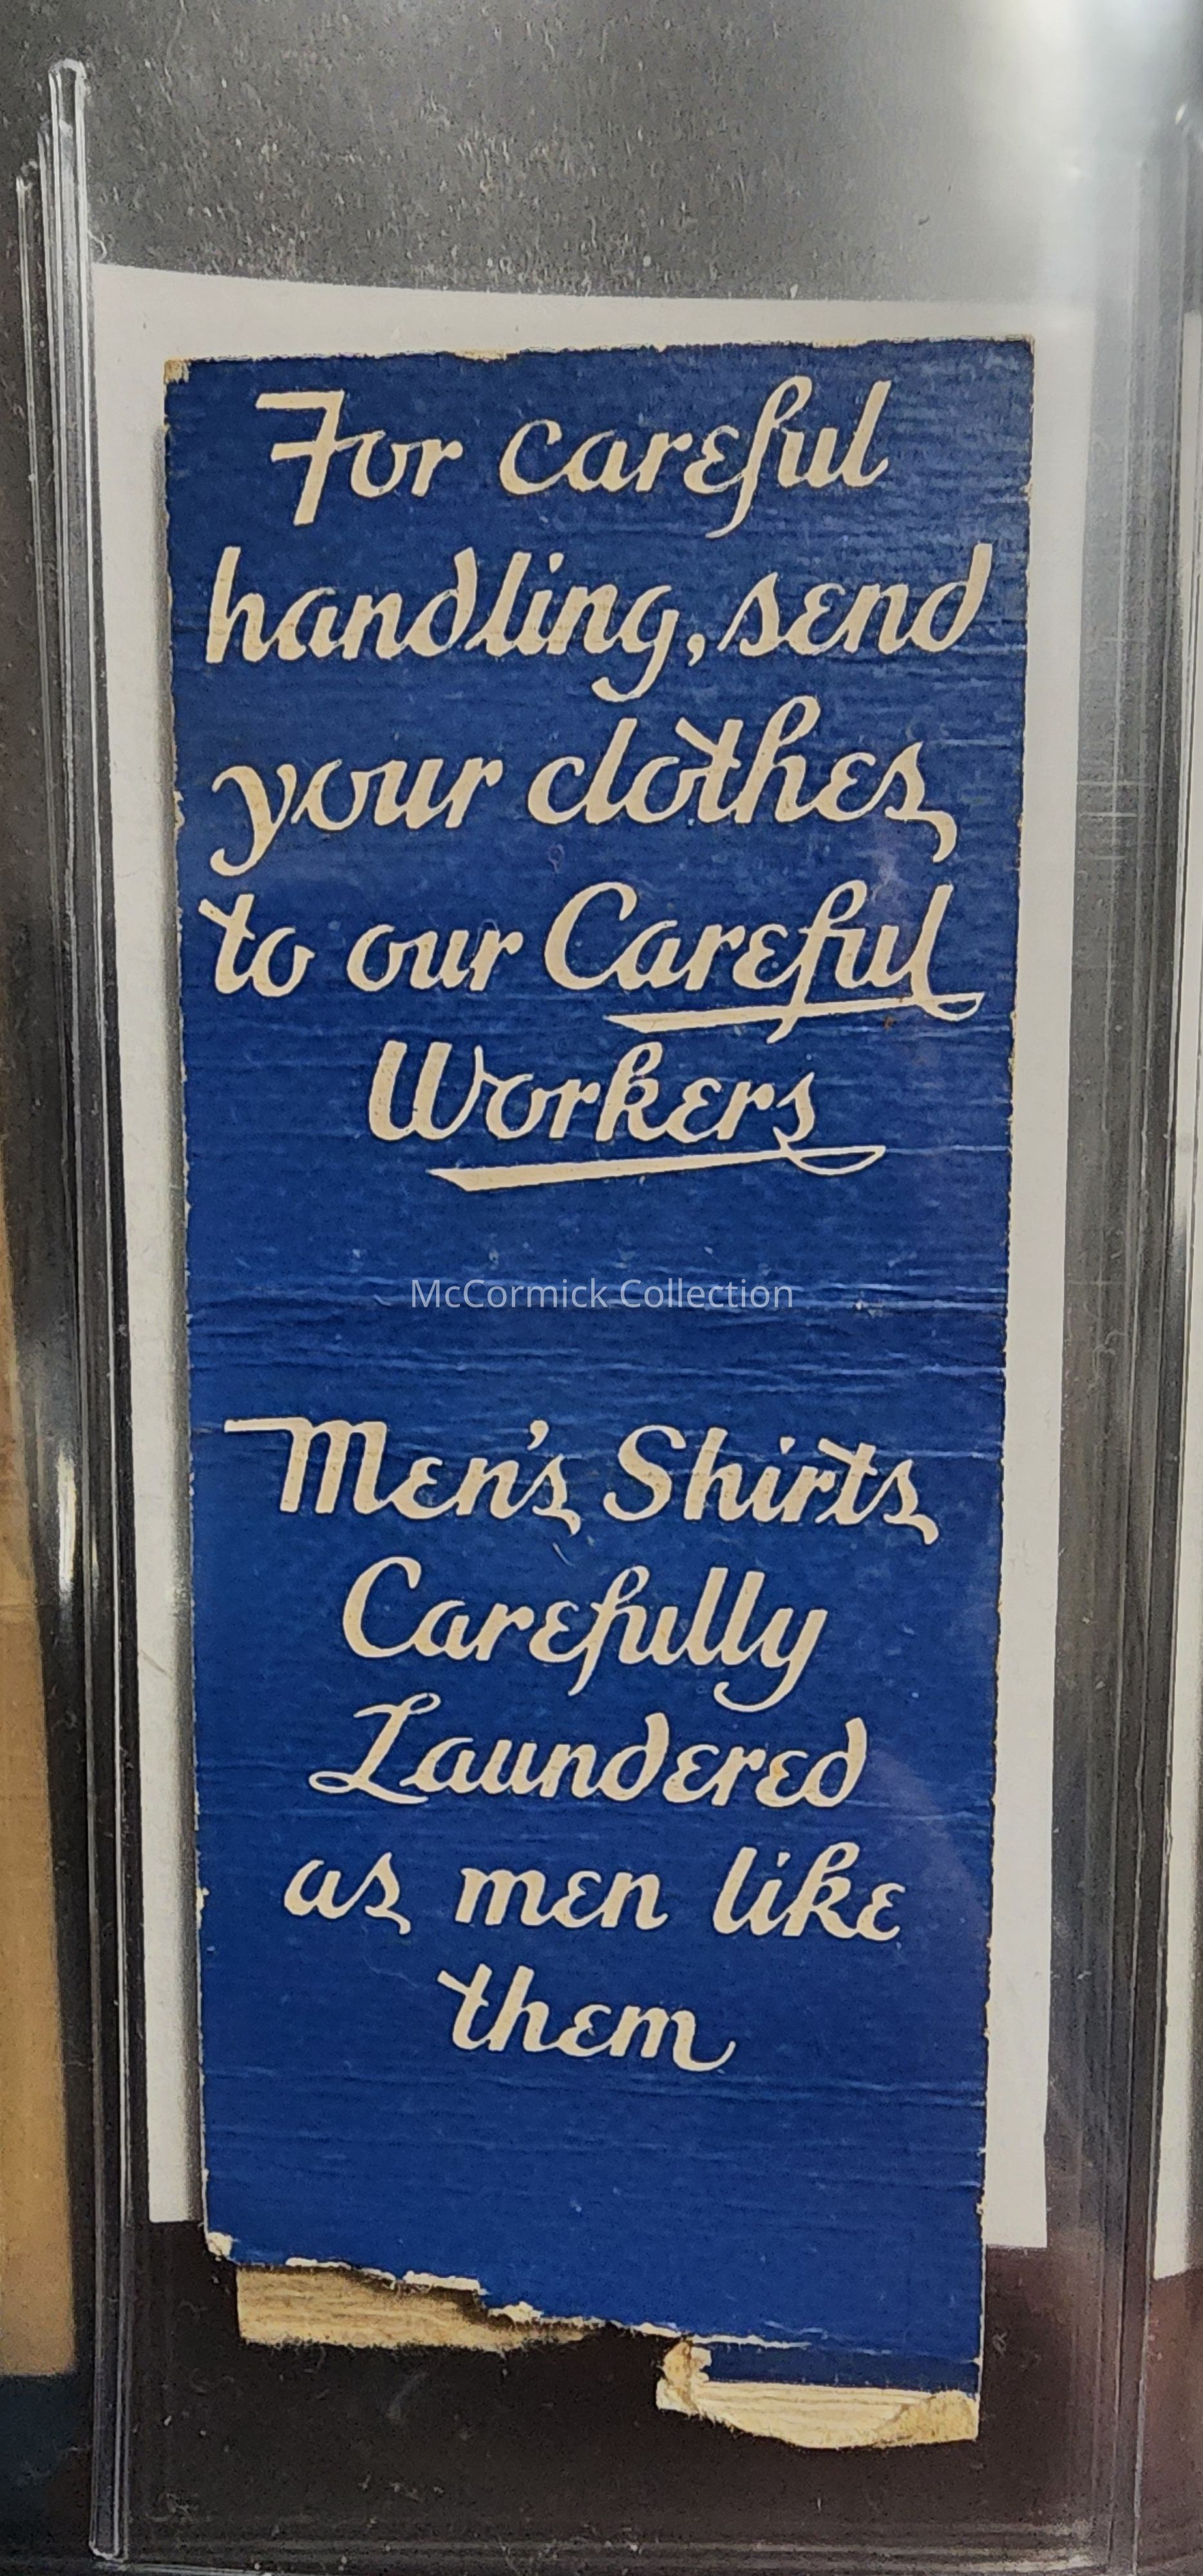 For careful
handling, send
your clothes
to our Careful
Workers
McCormick Collection
Men's Shirts
Carefully
Laundered
as men like
them